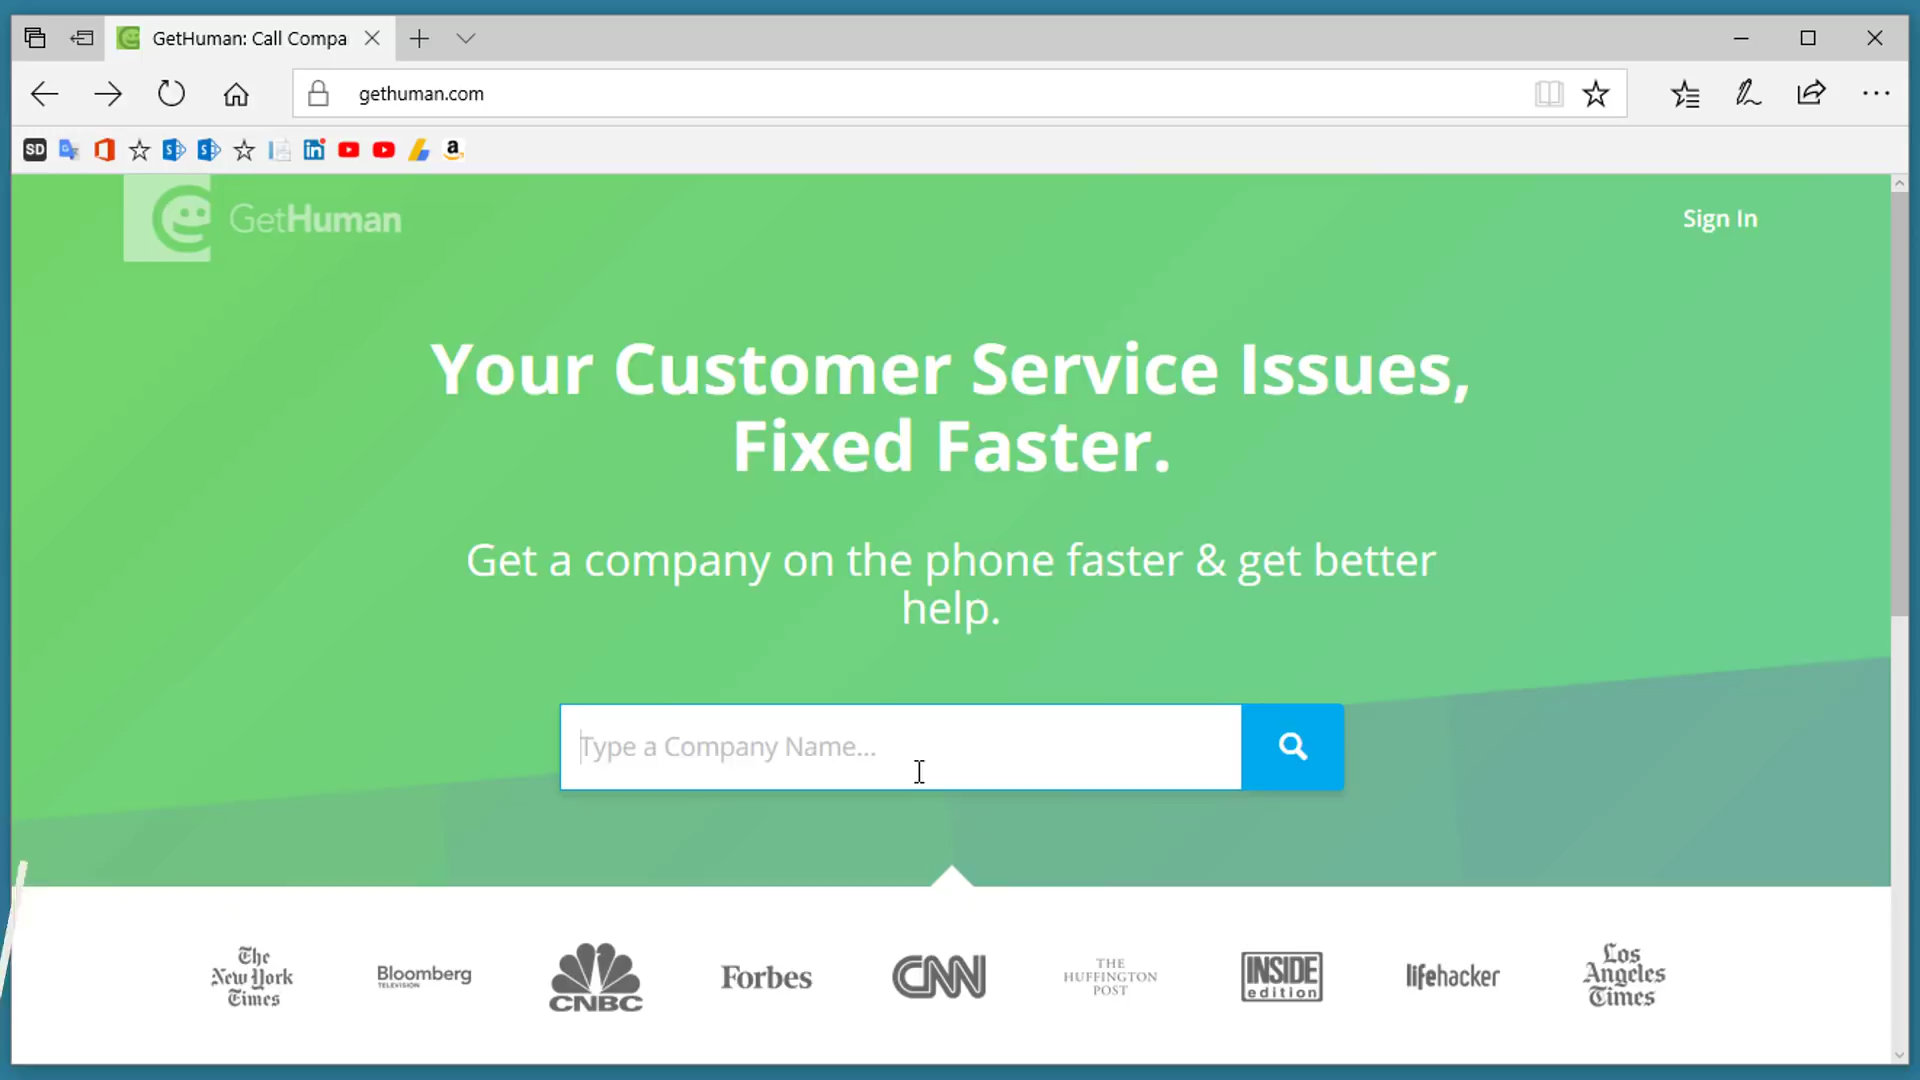 GetHuman: Call Compa
gethuman.com
SD
GetHuman
Sign In
Your Customer Service Issues,
Fixed Faster.
Get a company on the phone faster & get better
help.
Type a Company Name...
The
New York
Times
Bloomberg
TELEVISION
CNBC
Forbes
CNN
THE
HUFFINGTON
POST
INSIDE
edition
lifehacker
Los
Angeles
Times